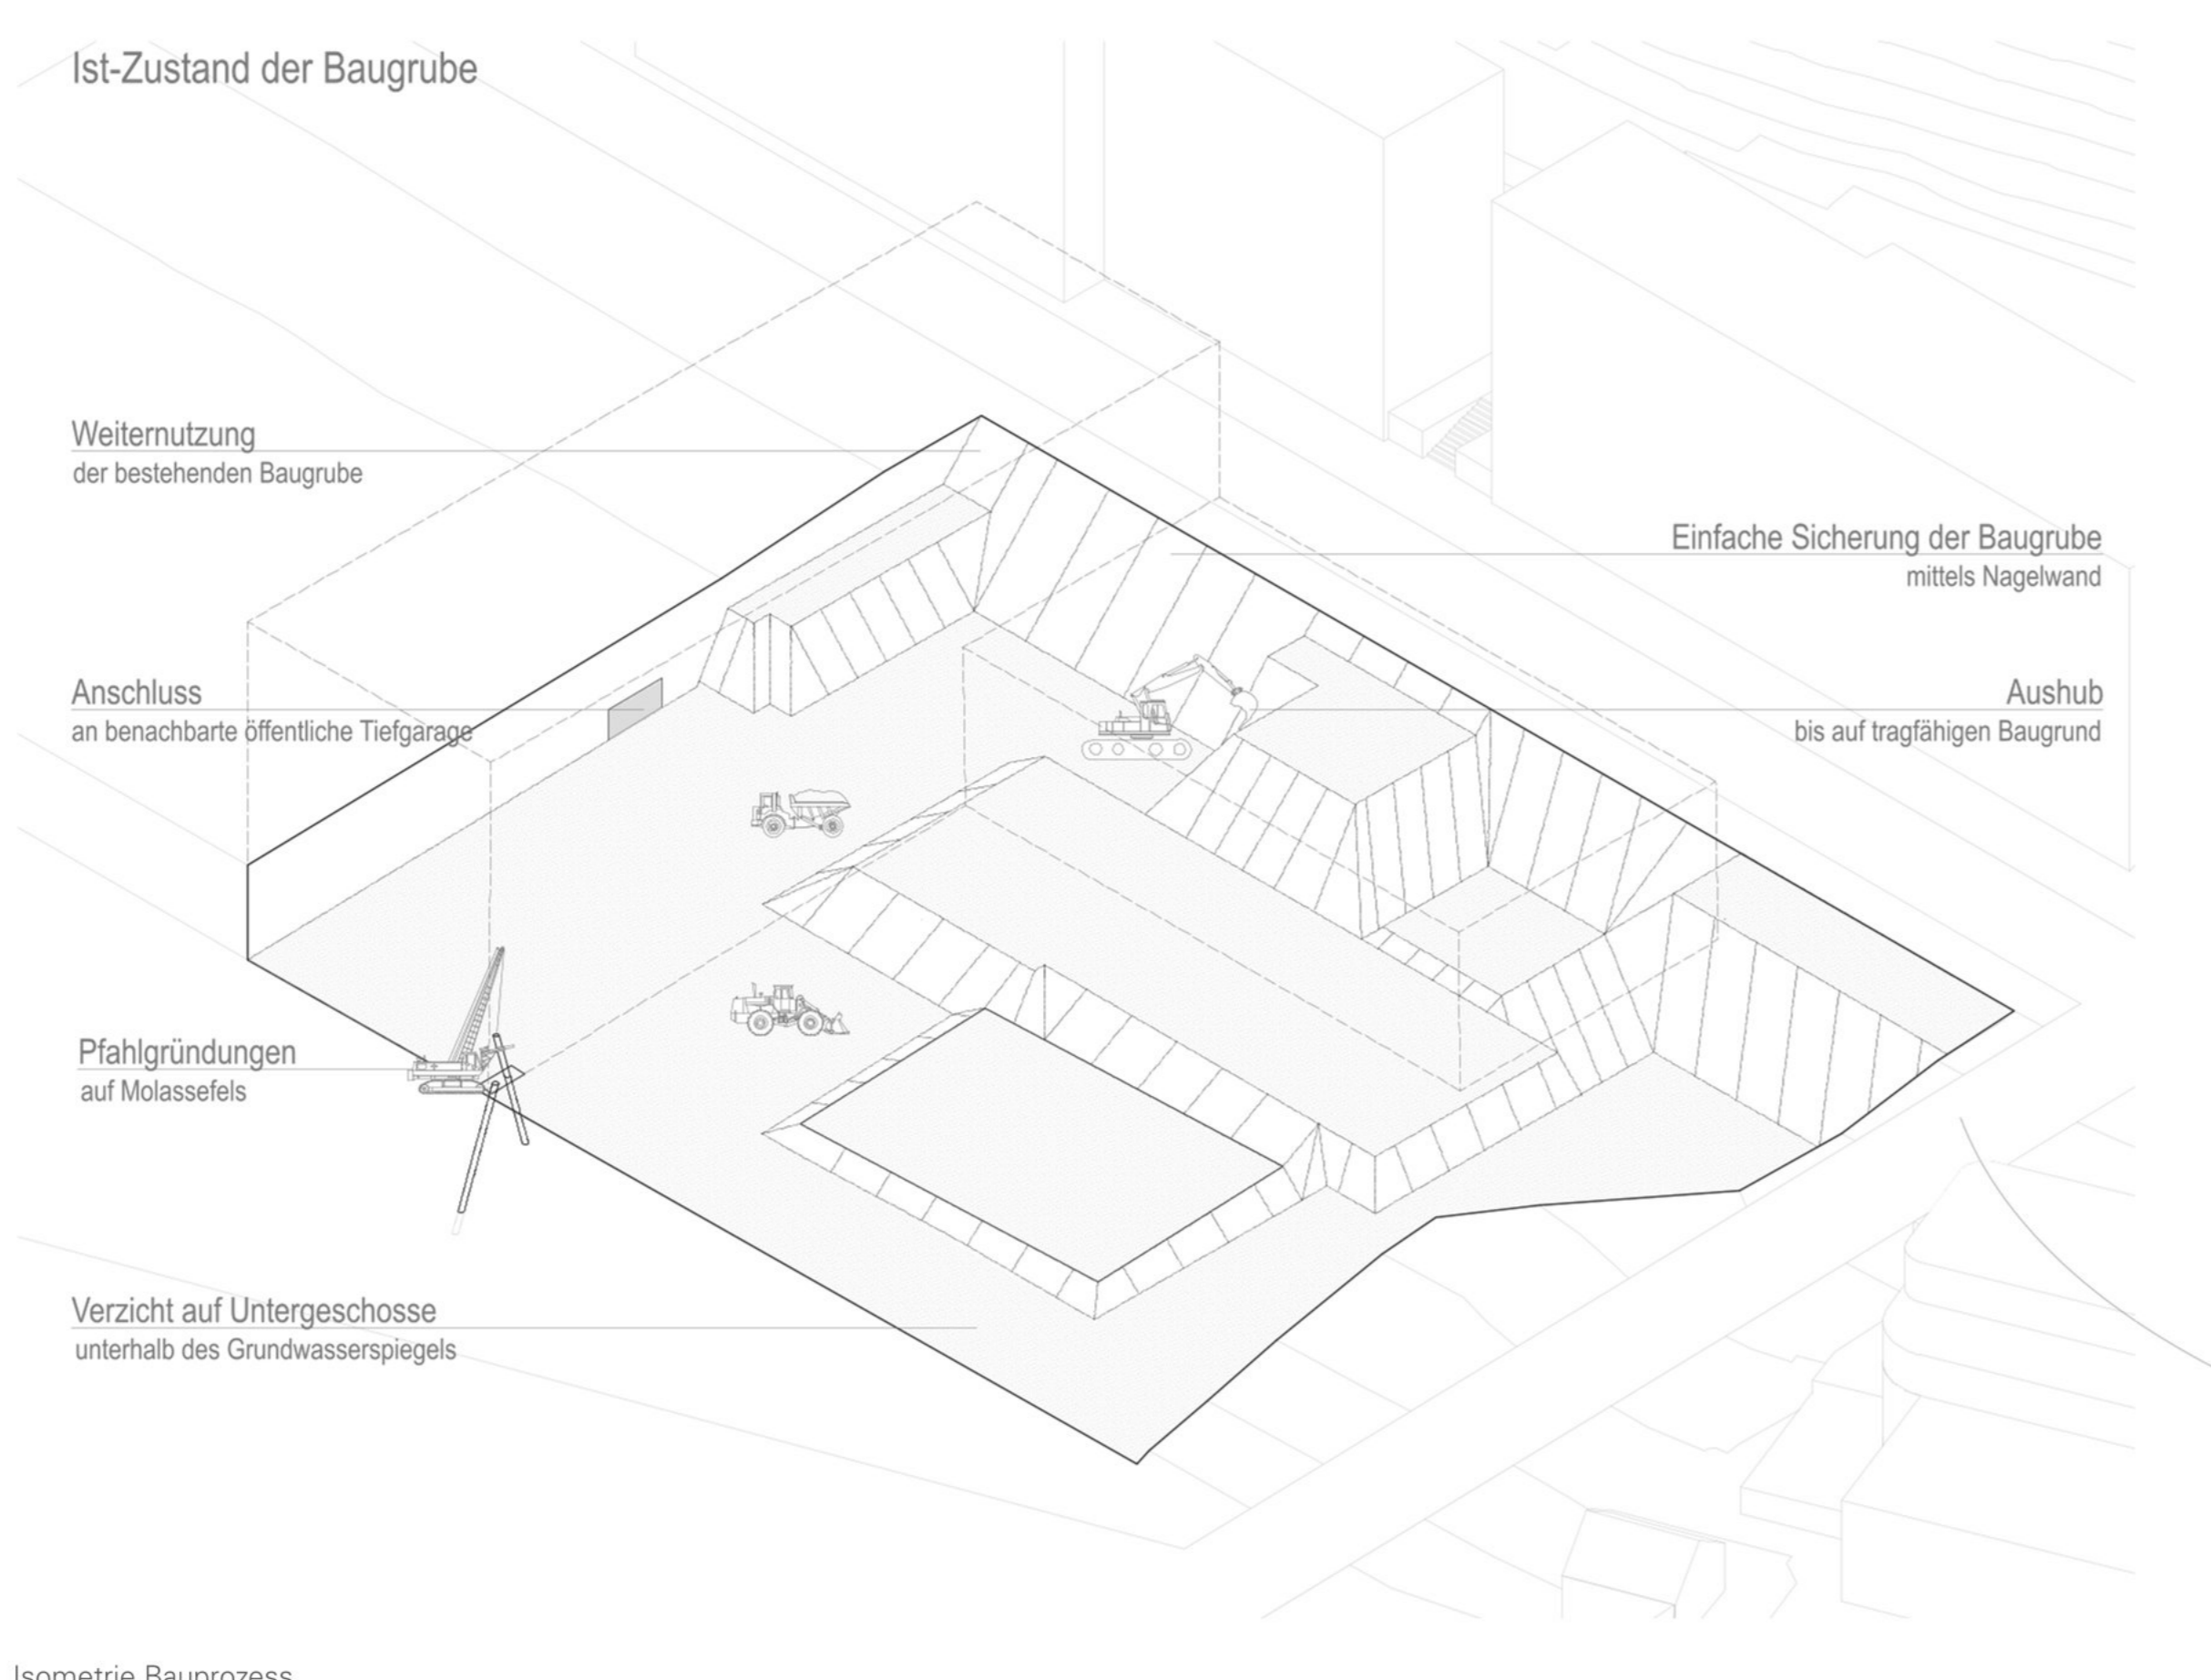 Ist-Zustand der Baugrube
Weiternutzung
der bestehenden Baugrube
Einfache Sicherung der Baugrube
mittels Nagelwand
Anschluss
an benachbarte öffentliche Tiefgarage
Aushub
bis auf tragfähigen Baugrund
Pfahlgründungen
auf Molassefels
Verzicht auf Untergeschosse
unterhalb des Grundwasserspiegels
Isometrie Bauprozess